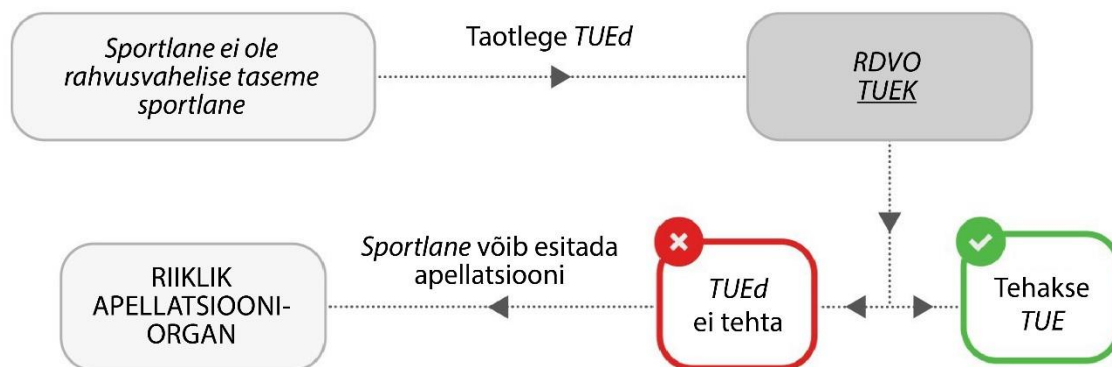 Sportlane ei ole
rahvusvahelise taseme
sportlane
Taotlege TUEd
RDVO
TUEK
RIIKLIK
APELLATSIOONI-
ORGAN
Sportlane võib esitada
apellatsiooni
TUEd
ei tehta
Tehakse
TUE